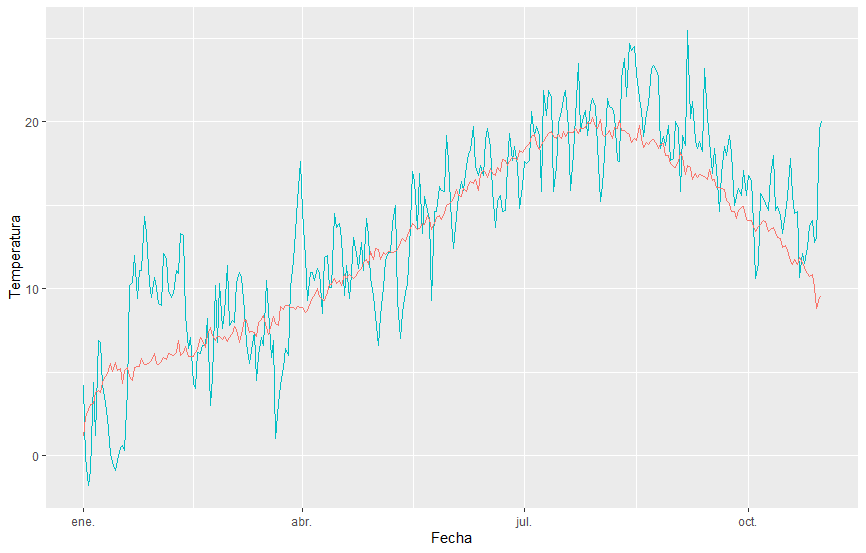 Temperatura
20
10
0
ene.
abr.
jul.
oct.
Fecha